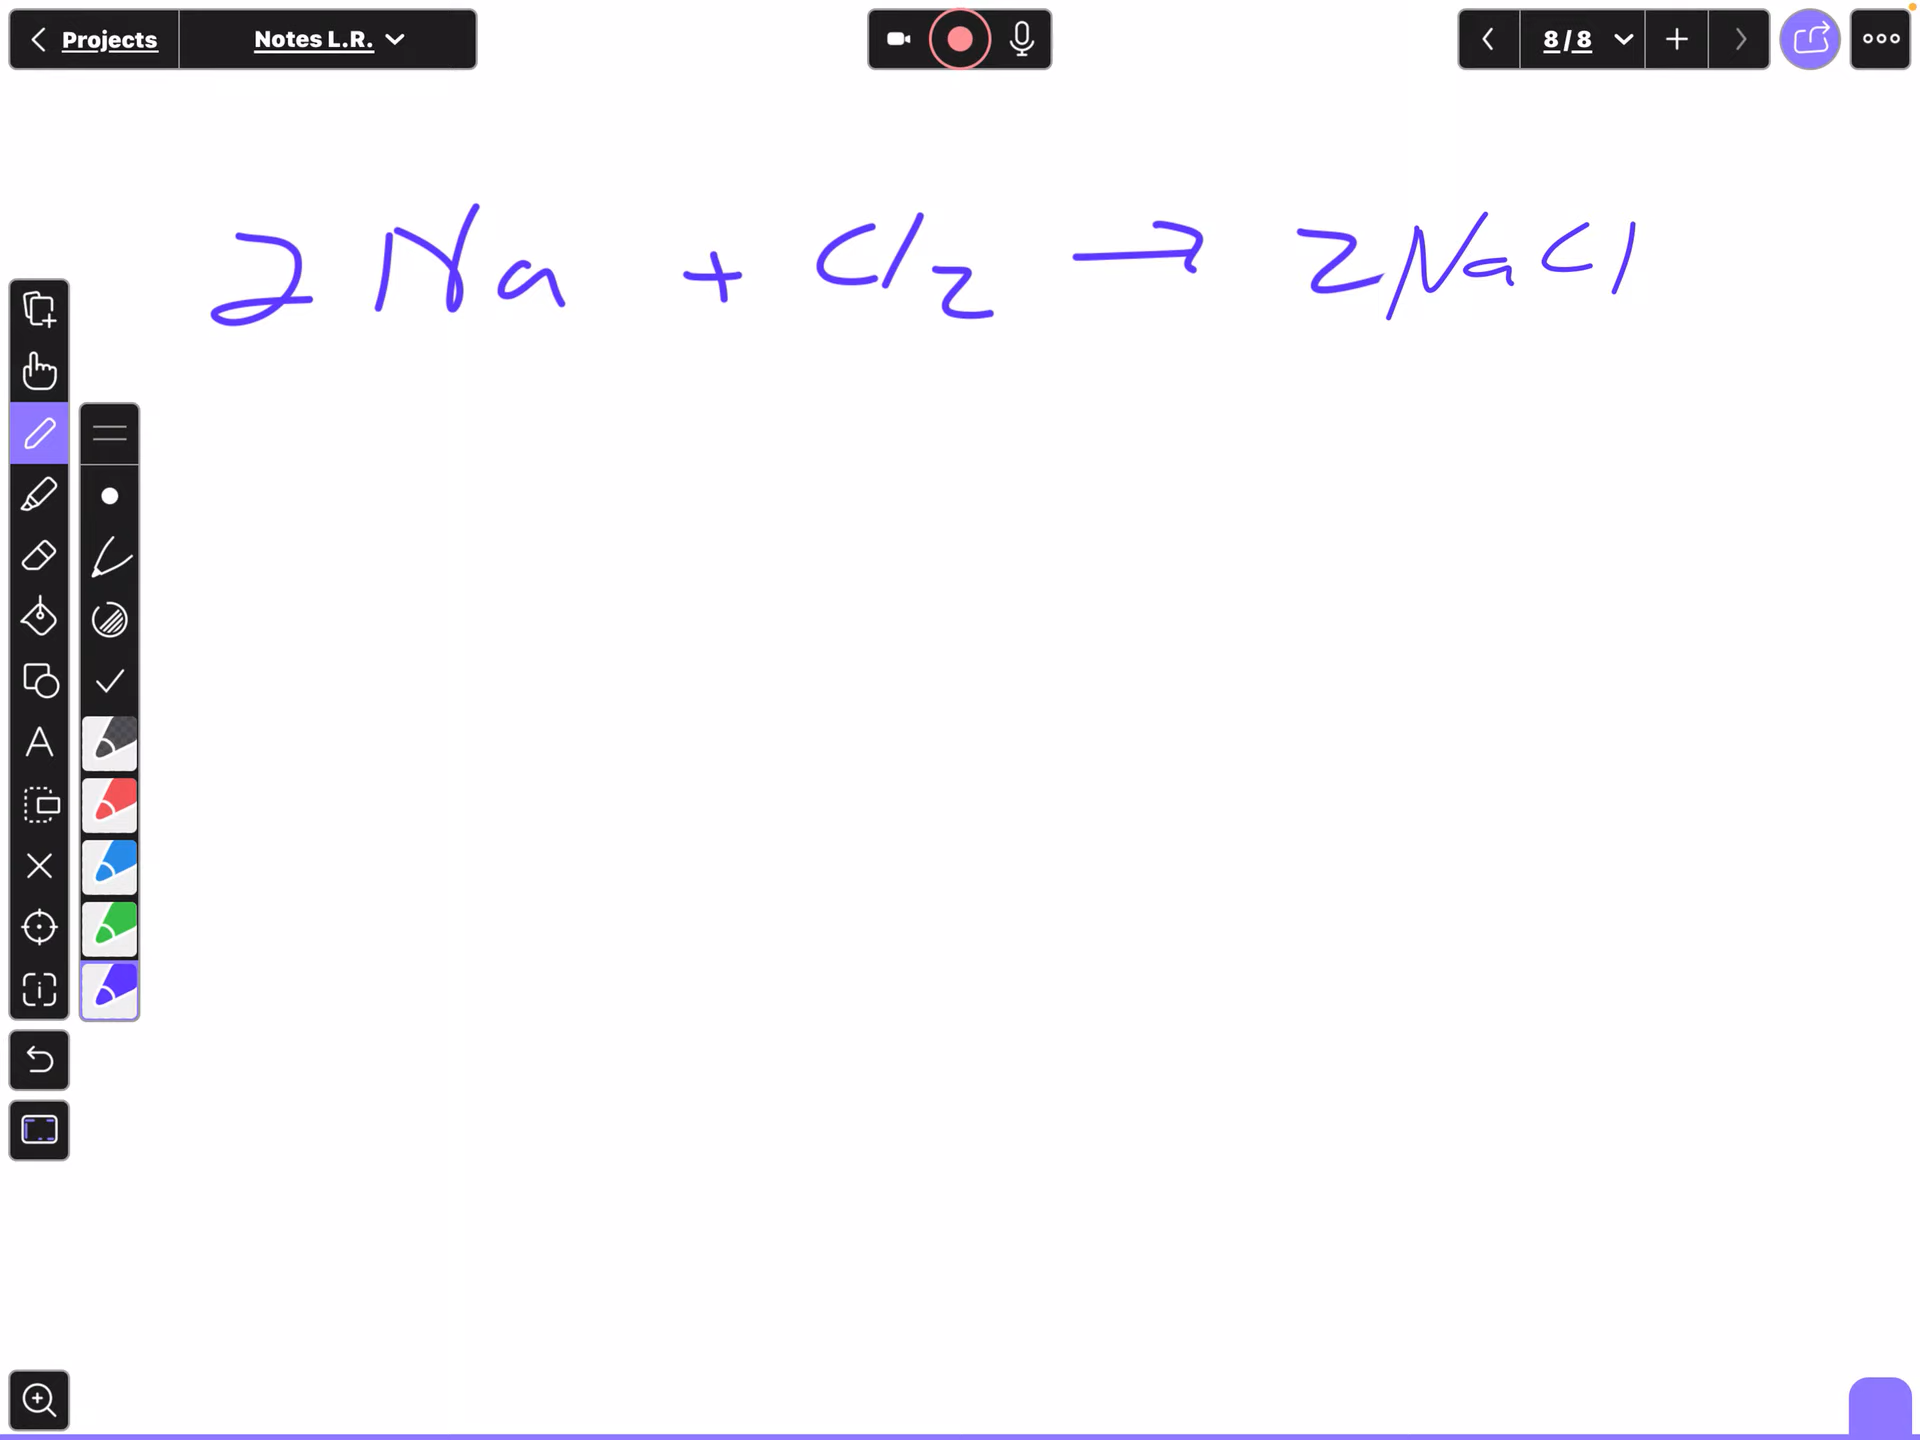 Projects Notes L.R. 8/8
2 Na + Cl2 → 2NaCl
A